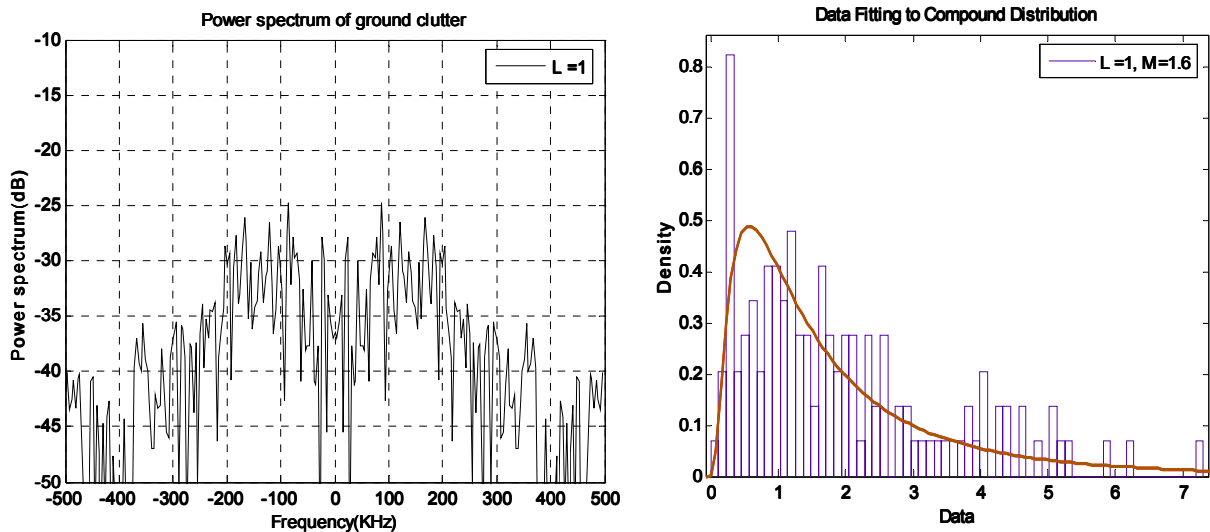 Power spectrum of ground clutter
-10
-15
-20
-25
-30
-35
-40
-45
-50
Power spectrum(dB)
L =1
-500 -400 -300 -200 -100 0 100 200 300 400 500
Frequency(KHz)
Data Fitting to Compound Distribution
0.8
0.7
0.6
0.5
0.4
0.3
0.2
0.1
0
Density
L =1, M=1.6
0 1 2 3 4 5 6 7
Data